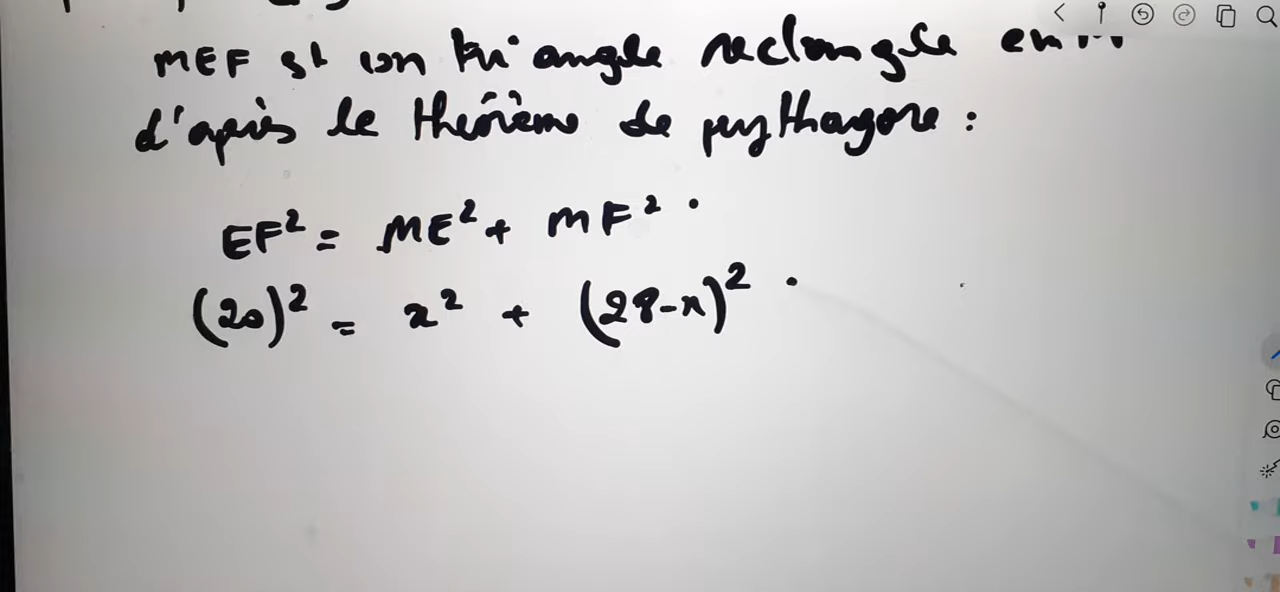 MEF st un triangle rectangle en M
d'après le théorème de pythagore :
EF² = ME² + MF² .
(20)² = x² + (28-x)² .